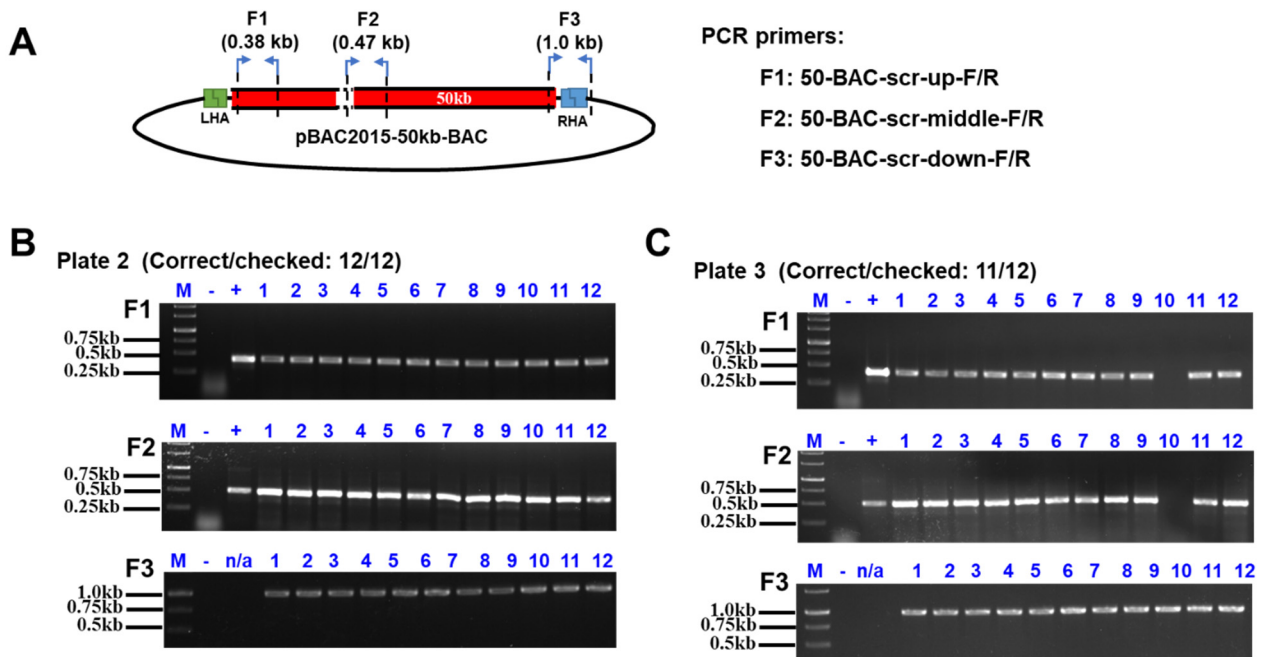 A
F1
(0.38 kb)
F2
(0.47 kb)
F3
(1.0 kb)
50kb
LHA
RHA
pBAC2015-50kb-BAC
PCR primers:
F1: 50-BAC-scr-up-F/R
F2: 50-BAC-scr-middle-F/R
F3: 50-BAC-scr-down-F/R
B
Plate 2 (Correct/checked: 12/12)
M - + 1 2 3 4 5 6 7 8 9 10 11 12
F1
0.75kb
0.5kb
0.25kb
M - + 1 2 3 4 5 6 7 8 9 10 11 12
F2
0.75kb
0.5kb
0.25kb
M - n/a 1 2 3 4 5 6 7 8 9 10 11 12
F3
1.0kb
0.75kb
0.5kb
C
Plate 3 (Correct/checked: 11/12)
M - + 1 2 3 4 5 6 7 8 9 10 11 12
F1
0.75kb
0.5kb
0.25kb
M - + 1 2 3 4 5 6 7 8 9 10 11 12
F2
0.75kb
0.5kb
0.25kb
M - n/a 1 2 3 4 5 6 7 8 9 10 11 12
F3
1.0kb
0.75kb
0.5kb